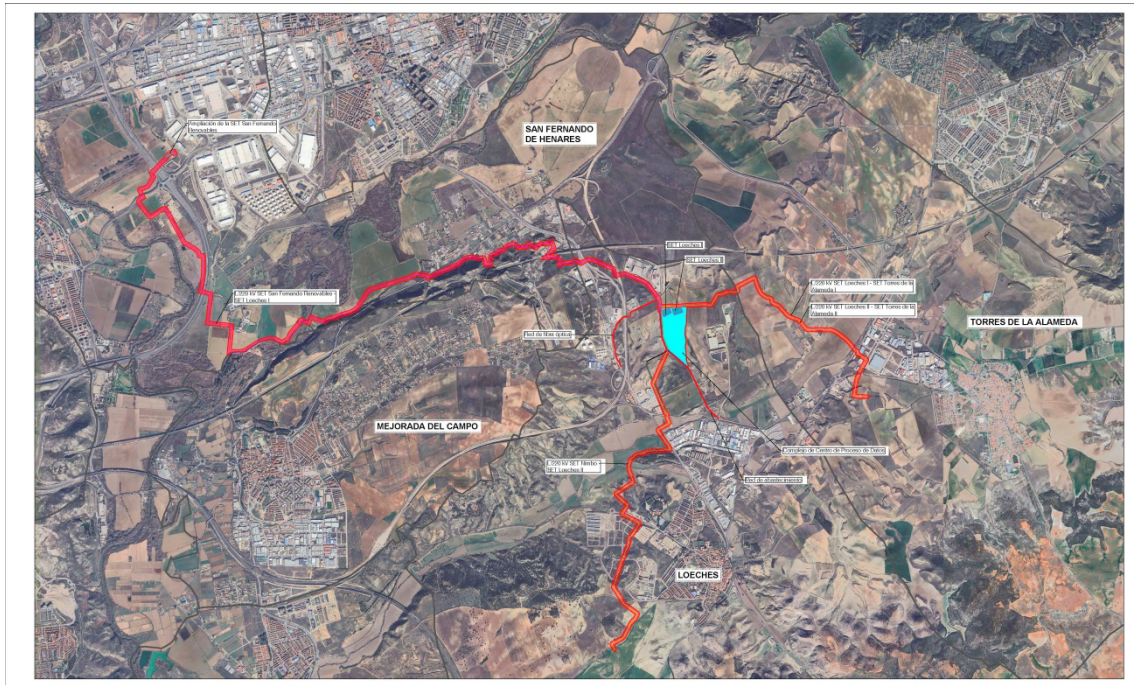 Ampliación de la SET San Fernando
Renovables
SAN FERNANDO
DE HENARES
SET Loeches I
SET Loeches II
L/220 kV SET San Fernando Renovables -
SET Loeches I
L/220 kV SET Loeches I - SET Torres de la
Alameda I
L/220 kV SET Loeches II - SET Torres de la
Alameda II
TORRES DE LA ALAMEDA
Red de fibra óptica
MEJORADA DEL CAMPO
Complejo de Centro de Proceso de Datos
L/220 kV SET Nimbo -
SET Loeches II
Red de abastecimiento
LOECHES